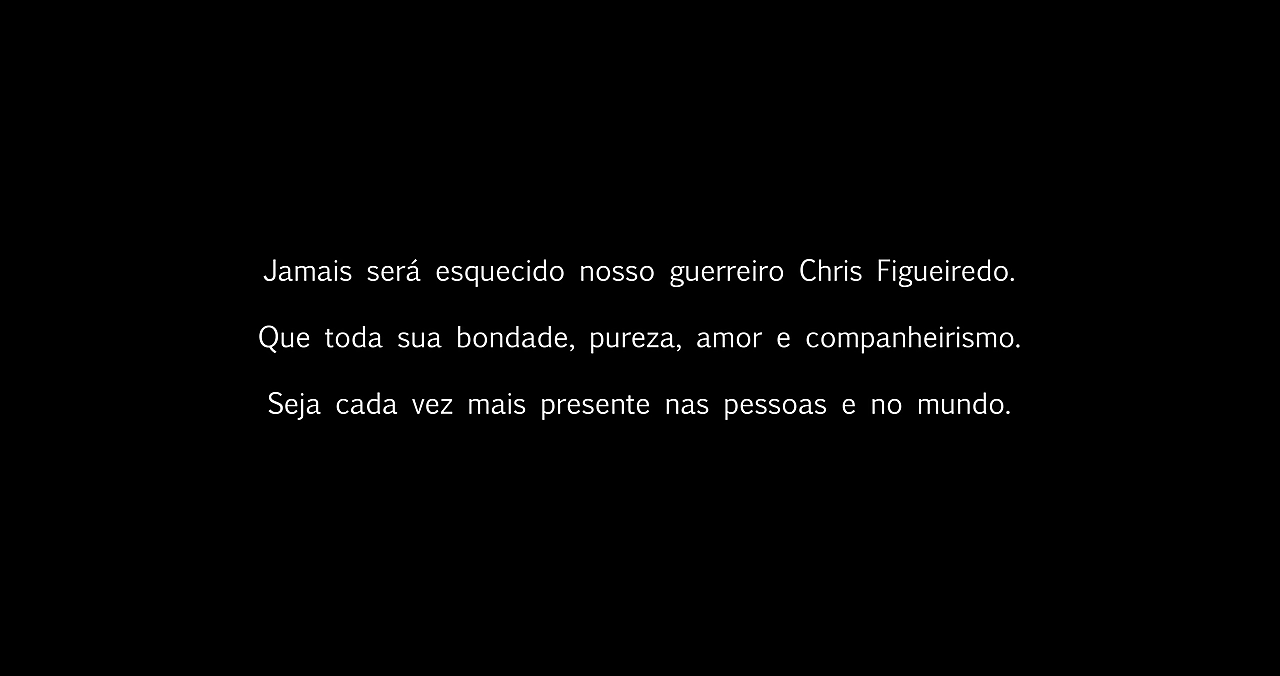 Jamais será esquecido nosso guerreiro Chris Figueiredo.
Que toda sua bondade, pureza, amor e companheirismo.
Seja cada vez mais presente nas pessoas e no mundo.